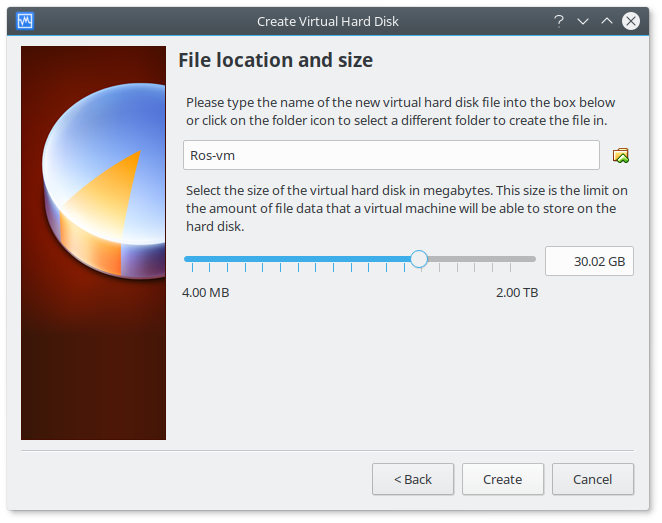 Create Virtual Hard Disk
File location and size
Please type the name of the new virtual hard disk file into the box below
or click on the folder icon to select a different folder to create the file in.
Ros-vm
Select the size of the virtual hard disk in megabytes. This size is the limit on
the amount of file data that a virtual machine will be able to store on the
hard disk.
30.02 GB
4.00 MB 2.00 TB
< Back Create Cancel